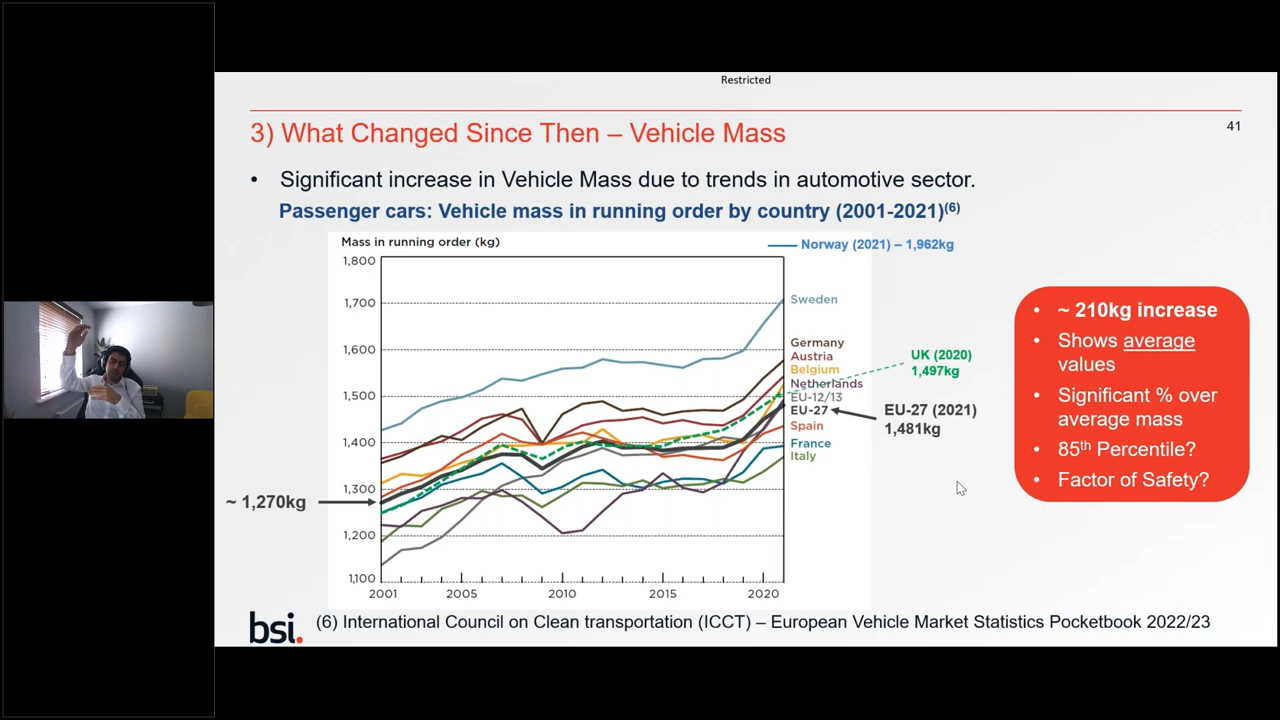 Restricted
3) What Changed Since Then – Vehicle Mass
41
• Significant increase in Vehicle Mass due to trends in automotive sector.
Passenger cars: Vehicle mass in running order by country (2001-2021)(6)
Mass in running order (kg)
Norway (2021) – 1,962kg
1,800
1,700
1,600
1,500
1,400
1,300
1,200
1,100
2001
2005
2010
2015
2020
Sweden
Germany
Austria
Belgium
Netherlands
EU-12/13
EU-27
Spain
France
Italy
~ 1,270kg
UK (2020)
1,497kg
EU-27 (2021)
1,481kg
• ~ 210kg increase
• Shows average
values
• Significant % over
average mass
• 85th Percentile?
• Factor of Safety?
bsi.
(6) International Council on Clean transportation (ICCT) – European Vehicle Market Statistics Pocketbook 2022/23